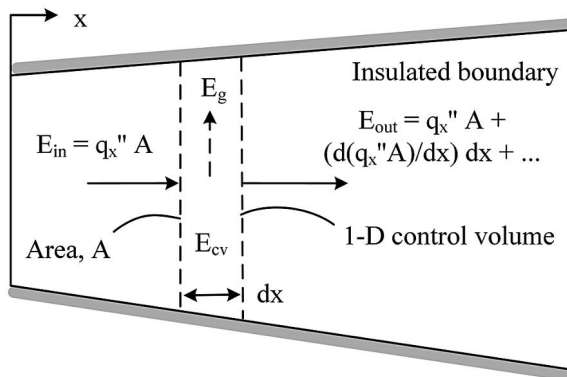 x
Insulated boundary
E_g
E_in = q_x" A
E_out = q_x" A +
(d(q_x"A)/dx) dx + ...
Area, A
E_cv
1-D control volume
dx